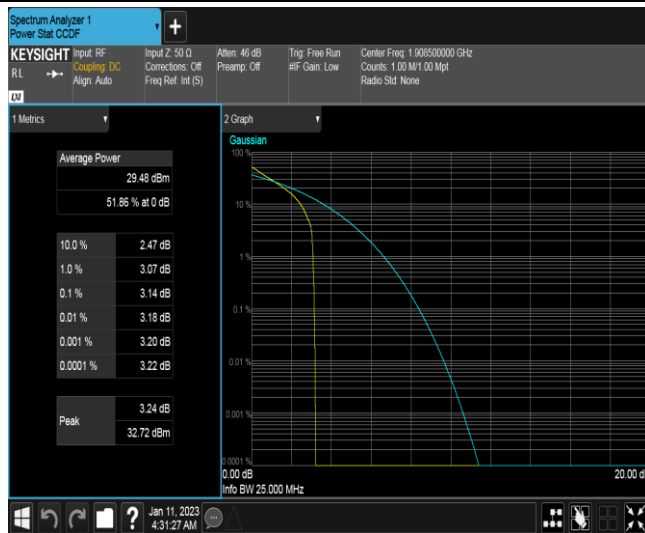 Spectrum Analyzer 1
Power Stat CCDF
+
KEYSIGHT
RL
Input: RF
Coupling: DC
Align: Auto
Input Z: 50 Ω
Corrections: Off
Freq Ref: Int (S)
Atten: 46 dB
Preamp: Off
Trig: Free Run
#IF Gain: Low
Center Freq: 1.908500000 GHz
Counts: 1.00 M/1.00 Mpt
Radio Std: None
1 Metrics
Average Power
29.48 dBm
51.86 % at 0 dB
10.0 % 2.47 dB
1.0 % 3.07 dB
0.1 % 3.14 dB
0.01 % 3.18 dB
0.001 % 3.20 dB
0.0001 % 3.22 dB
Peak
3.24 dB
32.72 dBm
2 Graph
Gaussian
100 %
10 %
1 %
0.1 %
0.01 %
0.001 %
0.0001 %
0.00 dB
20.00 d
Info BW 25.000 MHz
?
Jan 11, 2023
4:31:27 AM